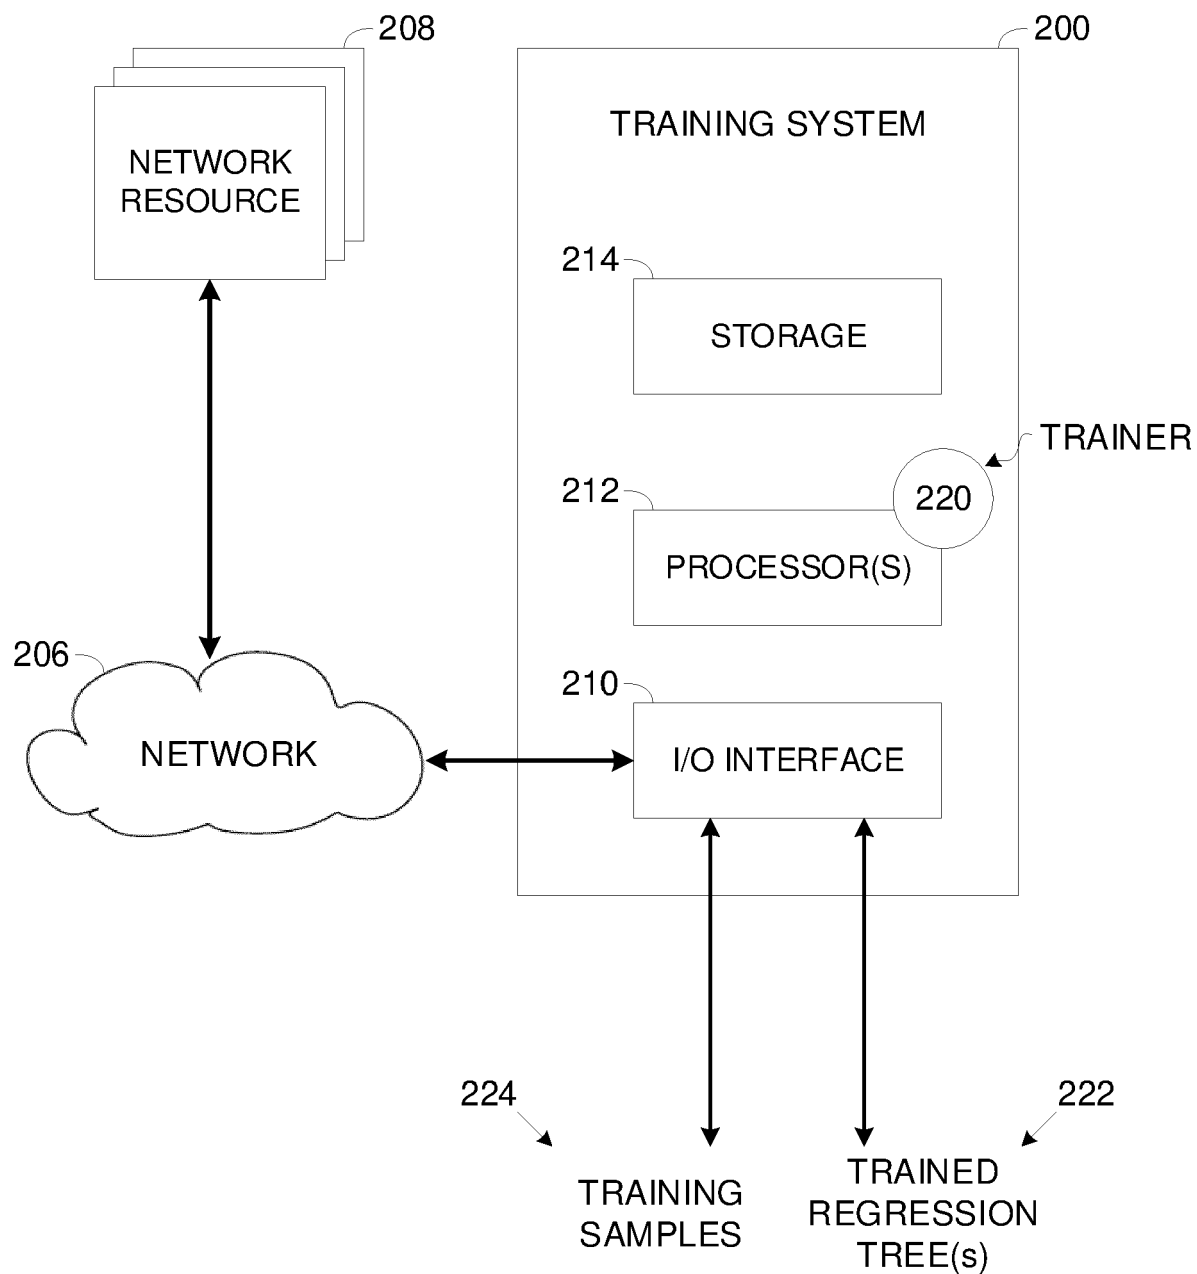 208
200
TRAINING SYSTEM
NETWORK
RESOURCE
214
STORAGE
TRAINER
212
220
PROCESSOR(S)
206
210
NETWORK
I/O INTERFACE
224
222
TRAINING
SAMPLES
TRAINED
REGRESSION
TREE(s)